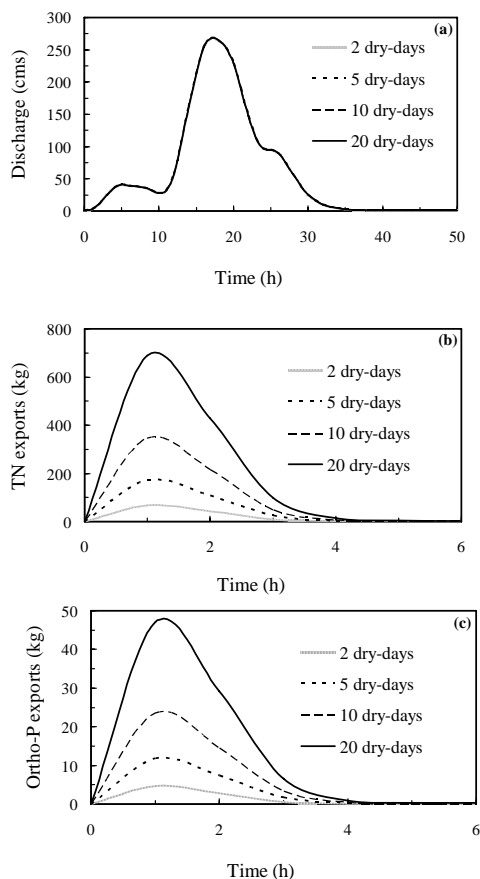 300
(a)
250
2 dry-days
200
5 dry-days
150
10 dry-days
100
20 dry-days
50
0
Discharge (cms)
0 10 20 30 40 50
Time (h)
800
(b)
600
2 dry-days
5 dry-days
400
10 dry-days
200
20 dry-days
0
TN exports (kg)
0 2 4 6
Time (h)
50
(c)
40
2 dry-days
30
5 dry-days
20
10 dry-days
10
20 dry-days
0
Ortho-P exports (kg)
0 2 4 6
Time (h)